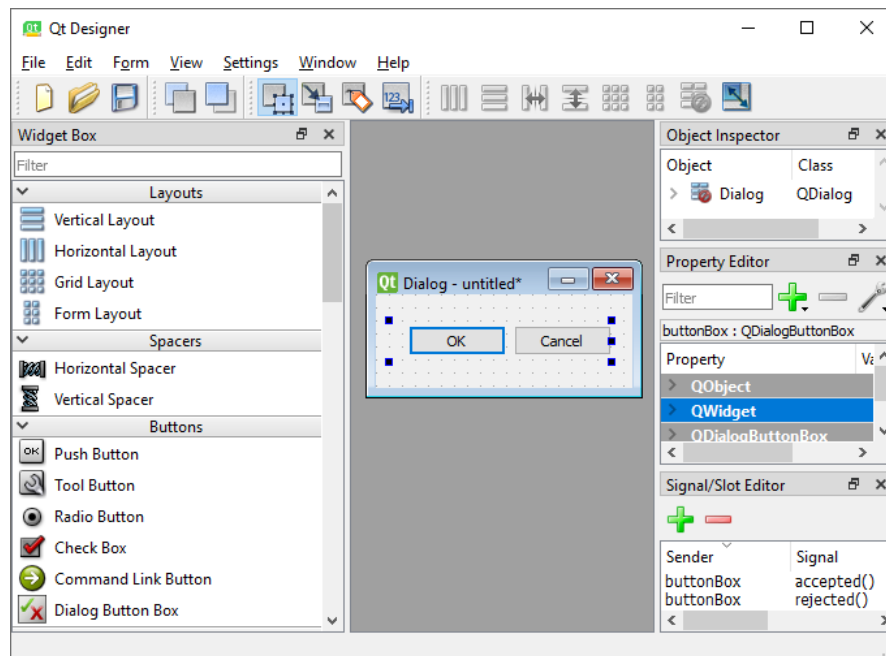 Qt Designer
File Edit Form View Settings Window Help
123
Widget Box
Filter
Layouts
Vertical Layout
Horizontal Layout
Grid Layout
Form Layout
Spacers
Horizontal Spacer
Vertical Spacer
Buttons
OK Push Button
Tool Button
Radio Button
Check Box
Command Link Button
Dialog Button Box
Qt Dialog - untitled*
OK Cancel
Object Inspector
Object Class
Dialog QDialog
Property Editor
Filter
buttonBox : QDialogButtonBox
Property
QObject
QWidget
QDialogButtonBox
Signal/Slot Editor
Sender Signal
buttonBox accepted()
buttonBox rejected()